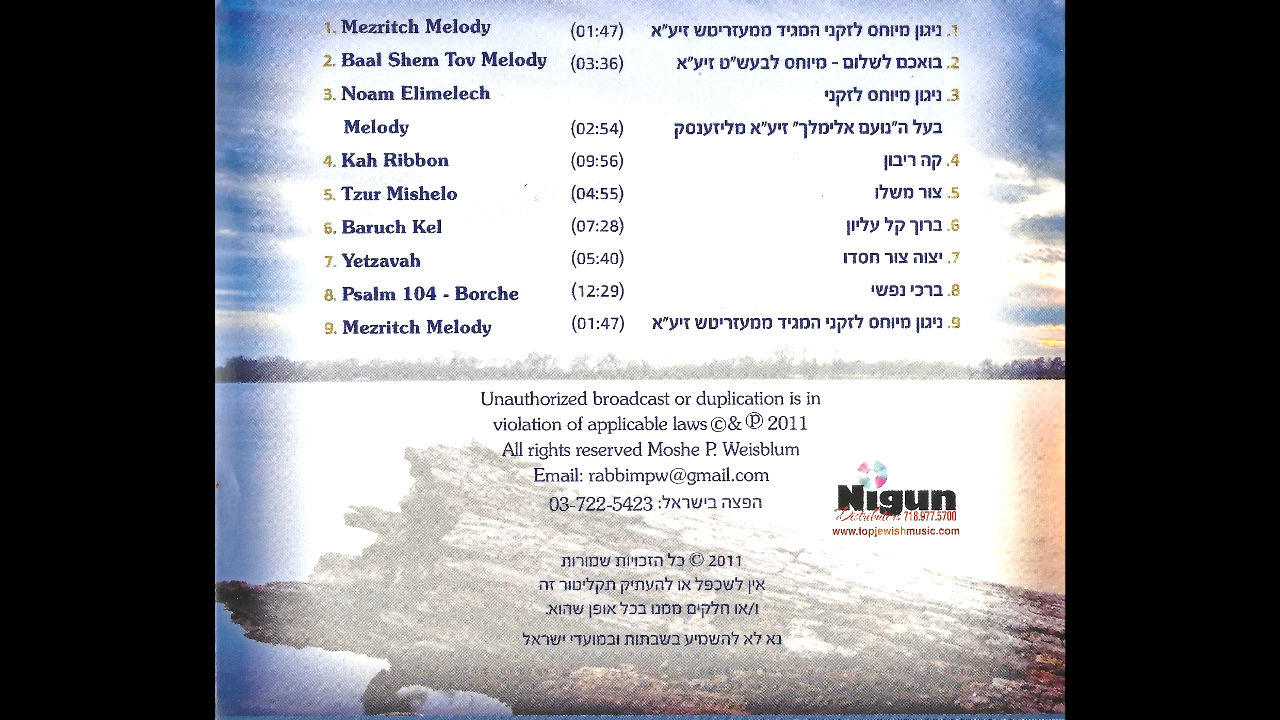 1. Mezritch Melody (01:47) 1. ניגון מיוחס לזקני המגיד ממעזריטש זיע"א
2. Baal Shem Tov Melody (03:36) 2. בואכם לשלום - מיוחס לבעש"ט זיע"א
3. Noam Elimelech 3. ניגון מיוחס לזקני
Melody (02:54) בעל ה"נועם אלימלך" זיע"א מליזענסק
4. Kah Ribbon (09:56) 4. קה ריבון
5. Tzur Mishelo (04:55) 5. צור משלו
6. Baruch Kel (07:28) 6. ברוך קל עליון
7. Yetzavah (05:40) 7. יצוה צור חסדו
8. Psalm 104 - Borche (12:29) 8. ברכי נפשי
9. Mezritch Melody (01:47) 9. ניגון מיוחס לזקני המגיד ממעזריטש זיע"א
Unauthorized broadcast or duplication is in
violation of applicable laws ©& ℗ 2011
All rights reserved Moshe P. Weisblum
Email: rabbimpw@gmail.com
הפצה בישראל: 03-722-5423
Nigun
Distributors 718.977.5700
www.topjewishmusic.com
2011 © כל הזכויות שמורות
אין לשכפל או להעתיק תקליטור זה
ו/או חלקים ממנו בכל אופן שהוא.
נא לא להשמיע בשבתות ובמועדי ישראל